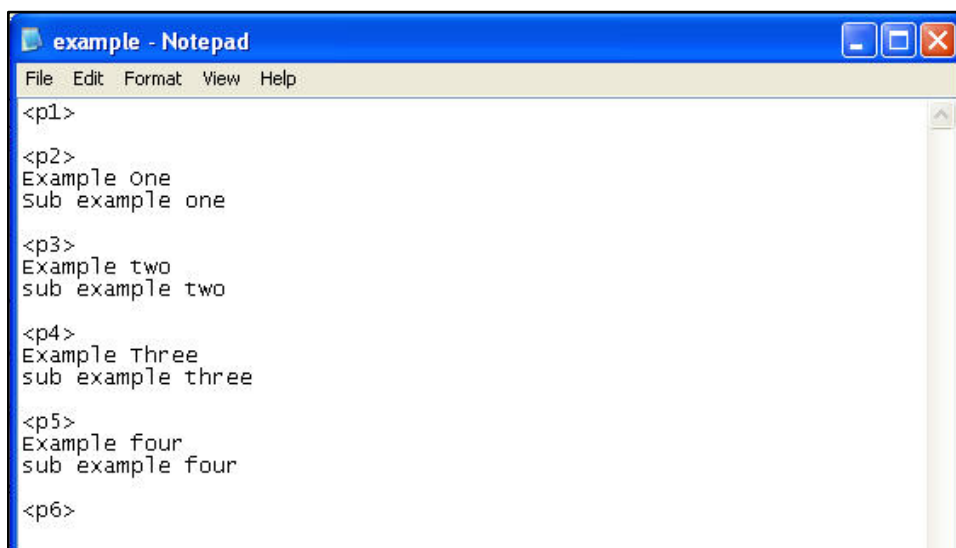 example - Notepad
File Edit Format View Help
<p1>
<p2>
Example One
Sub example one
<p3>
Example two
sub example two
<p4>
Example Three
sub example three
<p5>
Example four
sub example four
<p6>